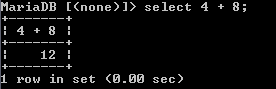 MariaDB [(none)]> select 4 + 8;
+-------+
| 4 + 8 |
+-------+
|    12 |
+-------+
1 row in set (0.00 sec)